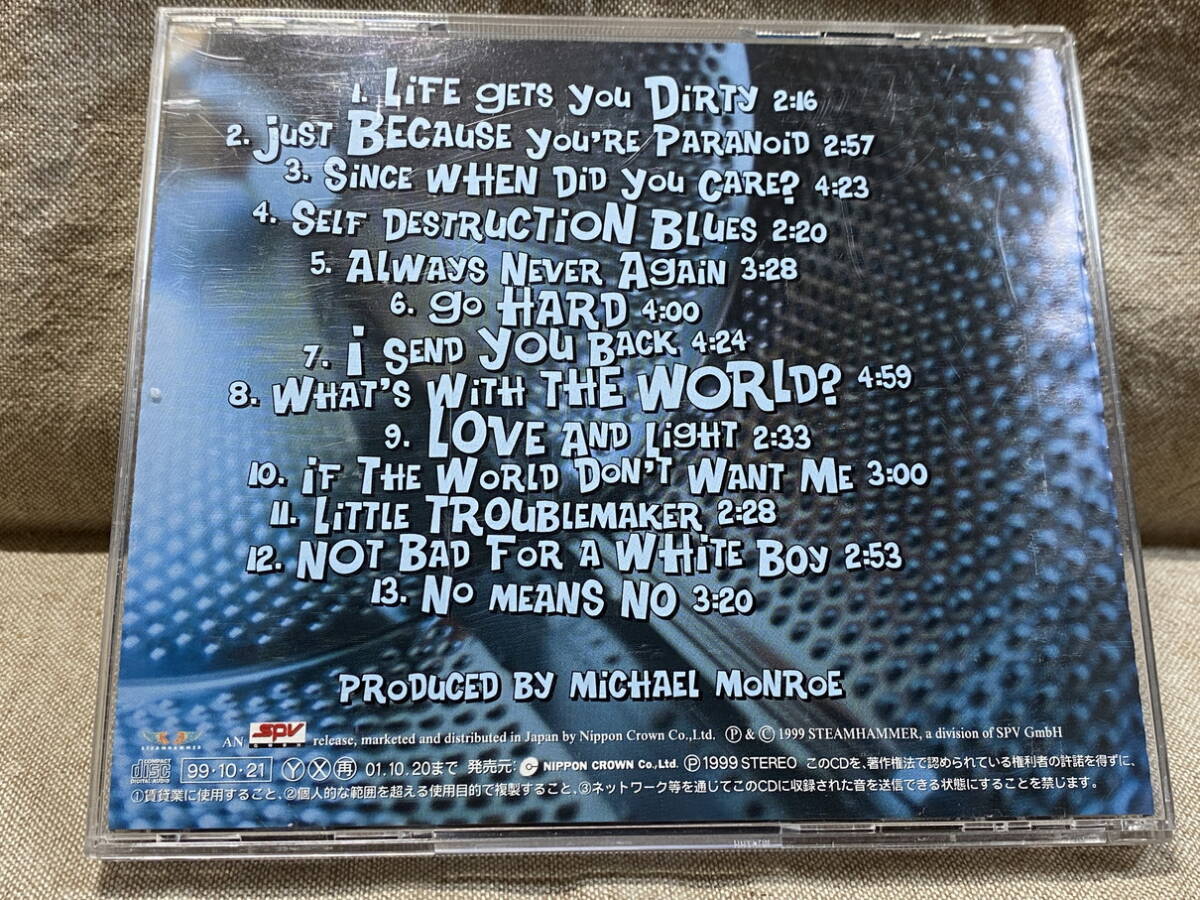 1. LiFE gETS you DiRTy 2:16
2. jUST BECAUSE yOU'RE PARANOiD 2:57
3. SiNCE WHEN DiD you CARE? 4:23
4. SELF DESTRUCTiON BLUES 2:20
5. ALWAyS NEVER AgAiN 3:28
6. gO HARD 4:00
7. i SEND yOU BACK 4:24
8. WHAT'S WiTH THE WORLD? 4:59
9. LOVE AND LigHT 2:33
10. iF THE WORLD DON'T WANT ME 3:00
11. LiTTLE TROUBLEMAKER 2:28
12. NOT BAD FOR A WHiTE BOy 2:53
13. NO MEANS NO 3:20
PRODUCED BY MiCHAEL MONROE
STEAMHAMMER AN SPV GMBH release, marketed and distributed in Japan by Nippon Crown Co.,Ltd. Ⓟ & © 1999 STEAMHAMMER, a division of SPV GmbH
COMPACT disc DIGITAL AUDIO 99・10・21 Ⓨ Ⓧ 再 01.10.20まで 発売元: NIPPON CROWN Co.,Ltd. Ⓟ1999 STEREO このCDを、著作権法で認められている権利者の許諾を得ずに、
①賃貸業に使用すること、②個人的な範囲を超える使用目的で複製すること、③ネットワーク等を通じてこのCDに収録された音を送信できる状態にすることを禁じます。